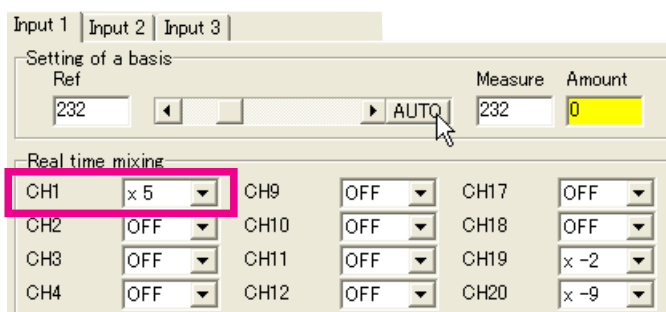 Input 1 Input 2 Input 3
Setting of a basis
Ref Measure Amount
232 AUTO 232 0
Real time mixing
CH1 x 5 CH9 OFF CH17 OFF
CH2 OFF CH10 OFF CH18 OFF
CH3 OFF CH11 OFF CH19 x -2
CH4 OFF CH12 OFF CH20 x -9